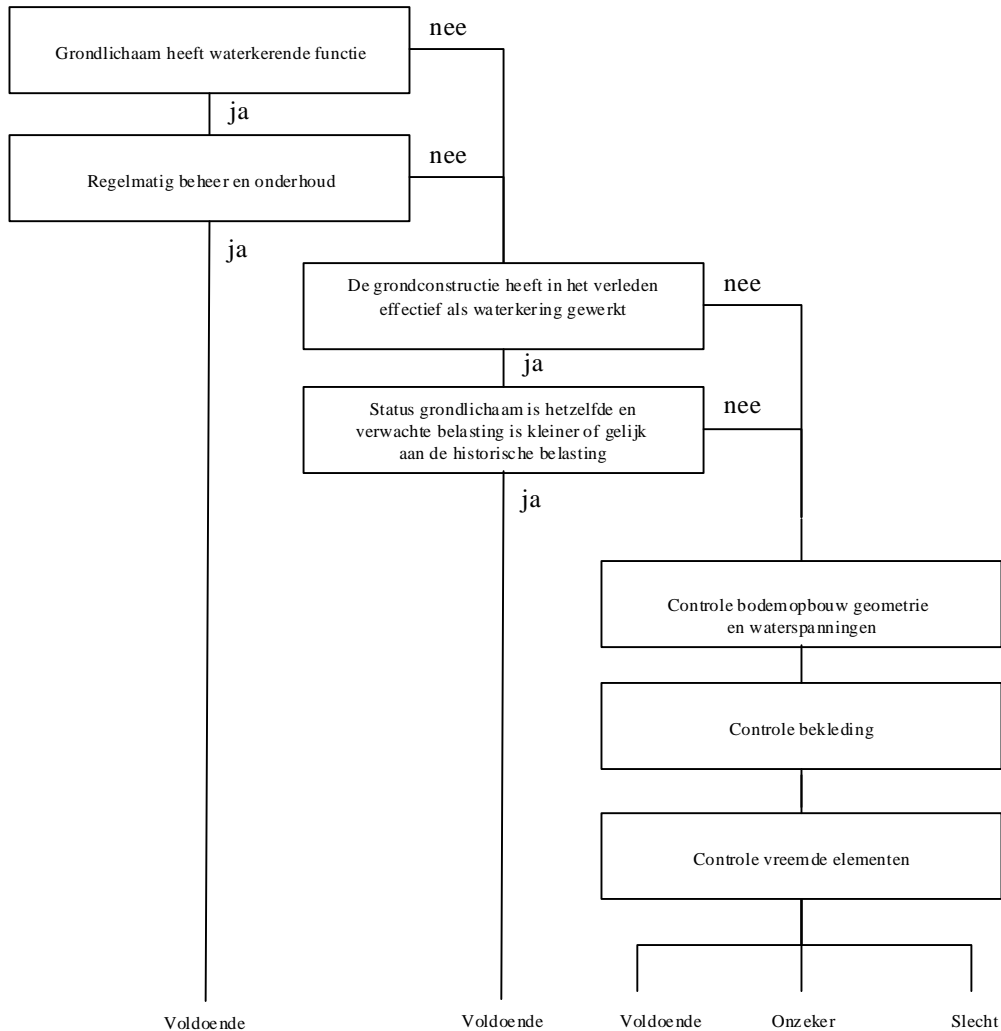 nee
Grondlichaam heeft waterkerende functie
ja
nee
Regelmatig beheer en onderhoud
ja
De grondconstructie heeft in het verleden
effectief als waterkering gewerkt
nee
ja
Status grondlichaam is hetzelfde en
verwachte belasting is kleiner of gelijk
aan de historische belasting
nee
ja
Controle bodemopbouw geometrie
en waterspanningen
Controle bekleding
Controle vreemde elementen
Voldoende
Voldoende
Voldoende
Onzeker
Slecht